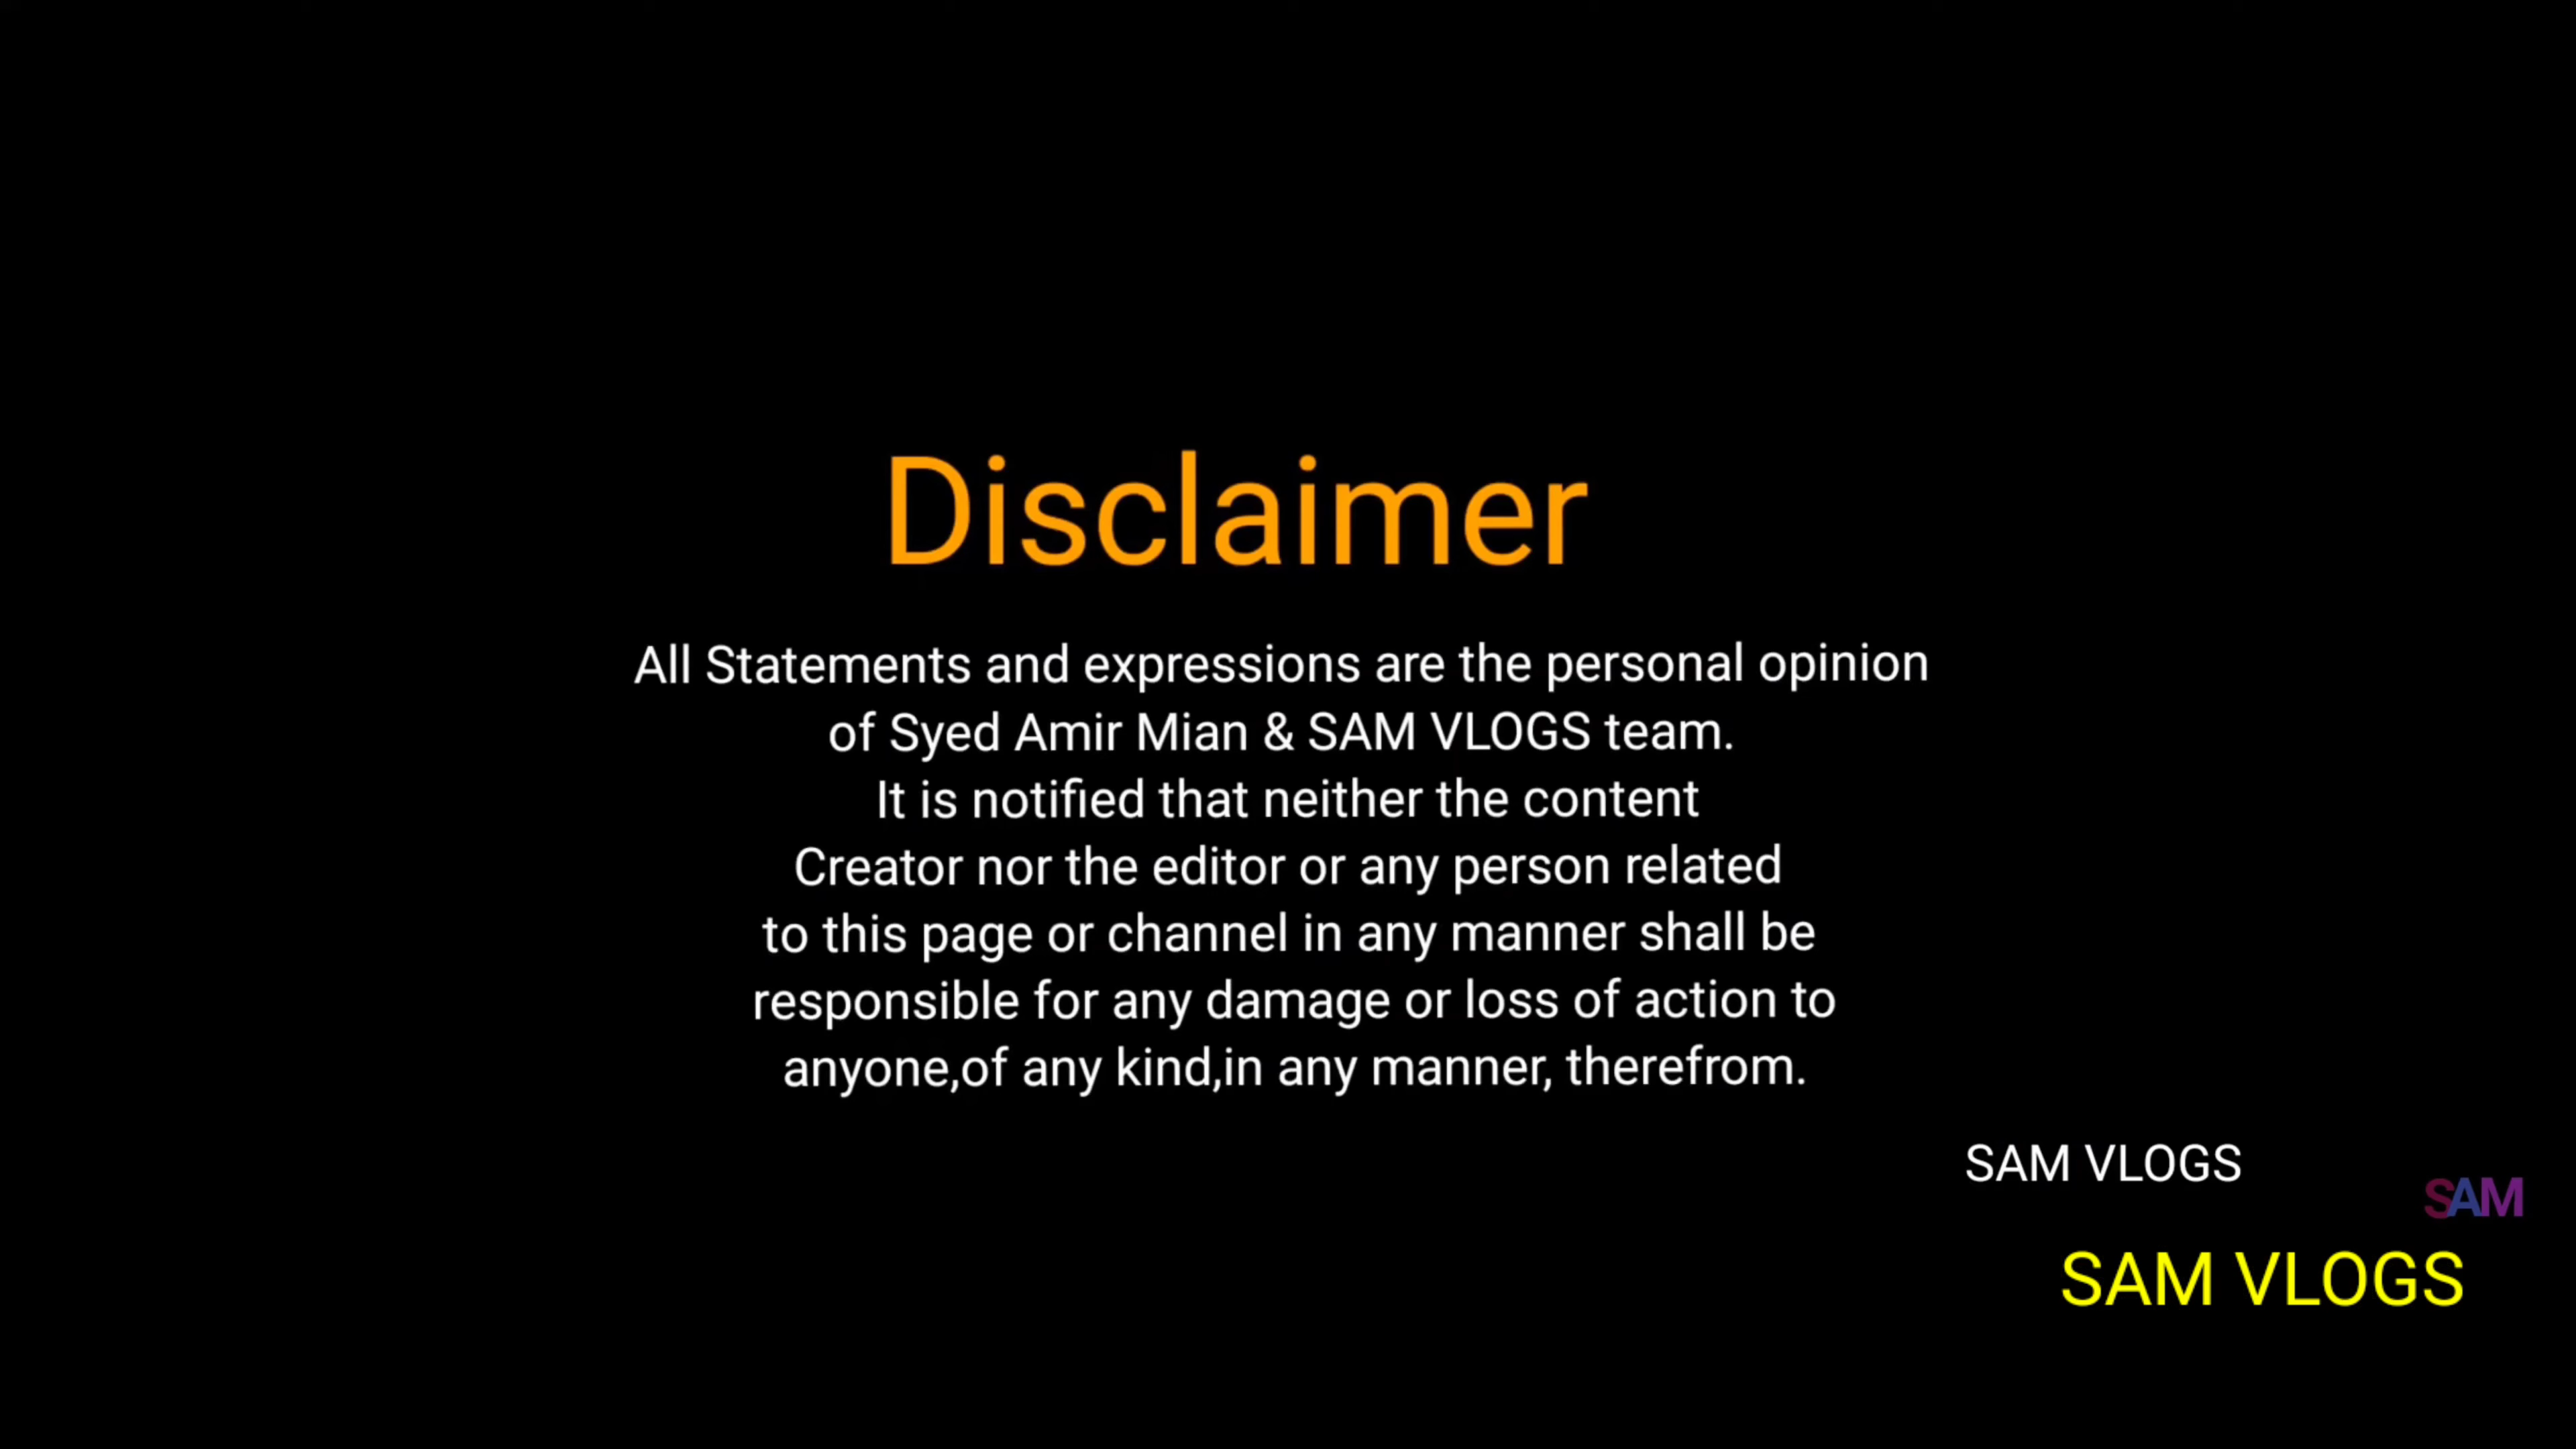 Disclaimer
All Statements and expressions are the personal opinion
of Syed Amir Mian & SAM VLOGS team.
It is notified that neither the content
Creator nor the editor or any person related
to this page or channel in any manner shall be
responsible for any damage or loss of action to
anyone,of any kind,in any manner, therefrom.
SAM VLOGS
SAM
SAM VLOGS